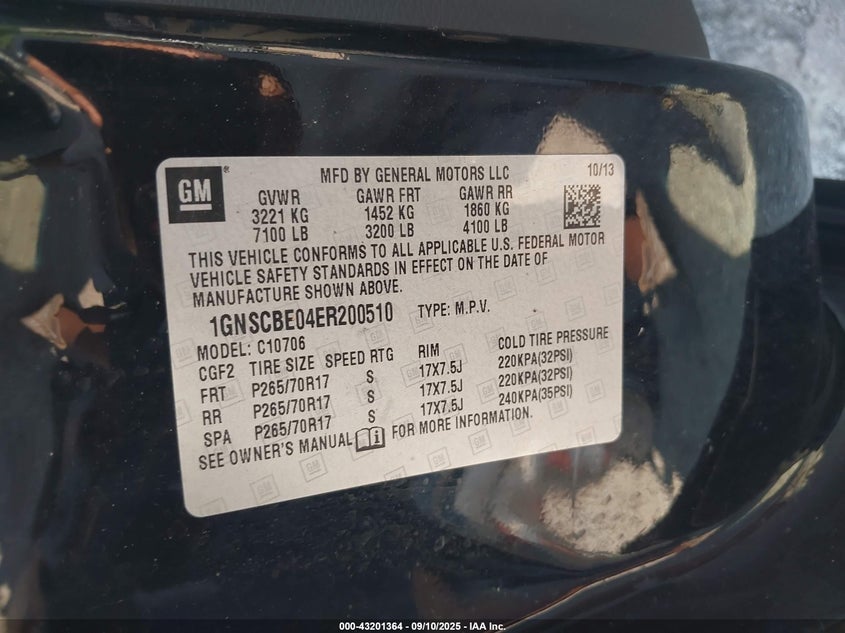 GM
MFD BY GENERAL MOTORS LLC 10/13
GVWR GAWR FRT GAWR RR
3221 KG 1452 KG 1860 KG
7100 LB 3200 LB 4100 LB
THIS VEHICLE CONFORMS TO ALL APPLICABLE U.S. FEDERAL MOTOR
VEHICLE SAFETY STANDARDS IN EFFECT ON THE DATE OF
MANUFACTURE SHOWN ABOVE.
1GNSCBE04ER200510 TYPE: M.P.V.
MODEL: C10706
CGF2 TIRE SIZE SPEED RTG RIM COLD TIRE PRESSURE
FRT P265/70R17 S 17X7.5J 220KPA(32PSI)
RR P265/70R17 S 17X7.5J 220KPA(32PSI)
SPA P265/70R17 S 17X7.5J 240KPA(35PSI)
SEE OWNER'S MANUAL FOR MORE INFORMATION.
000-43201364 - 09/10/2025 - IAA Inc.